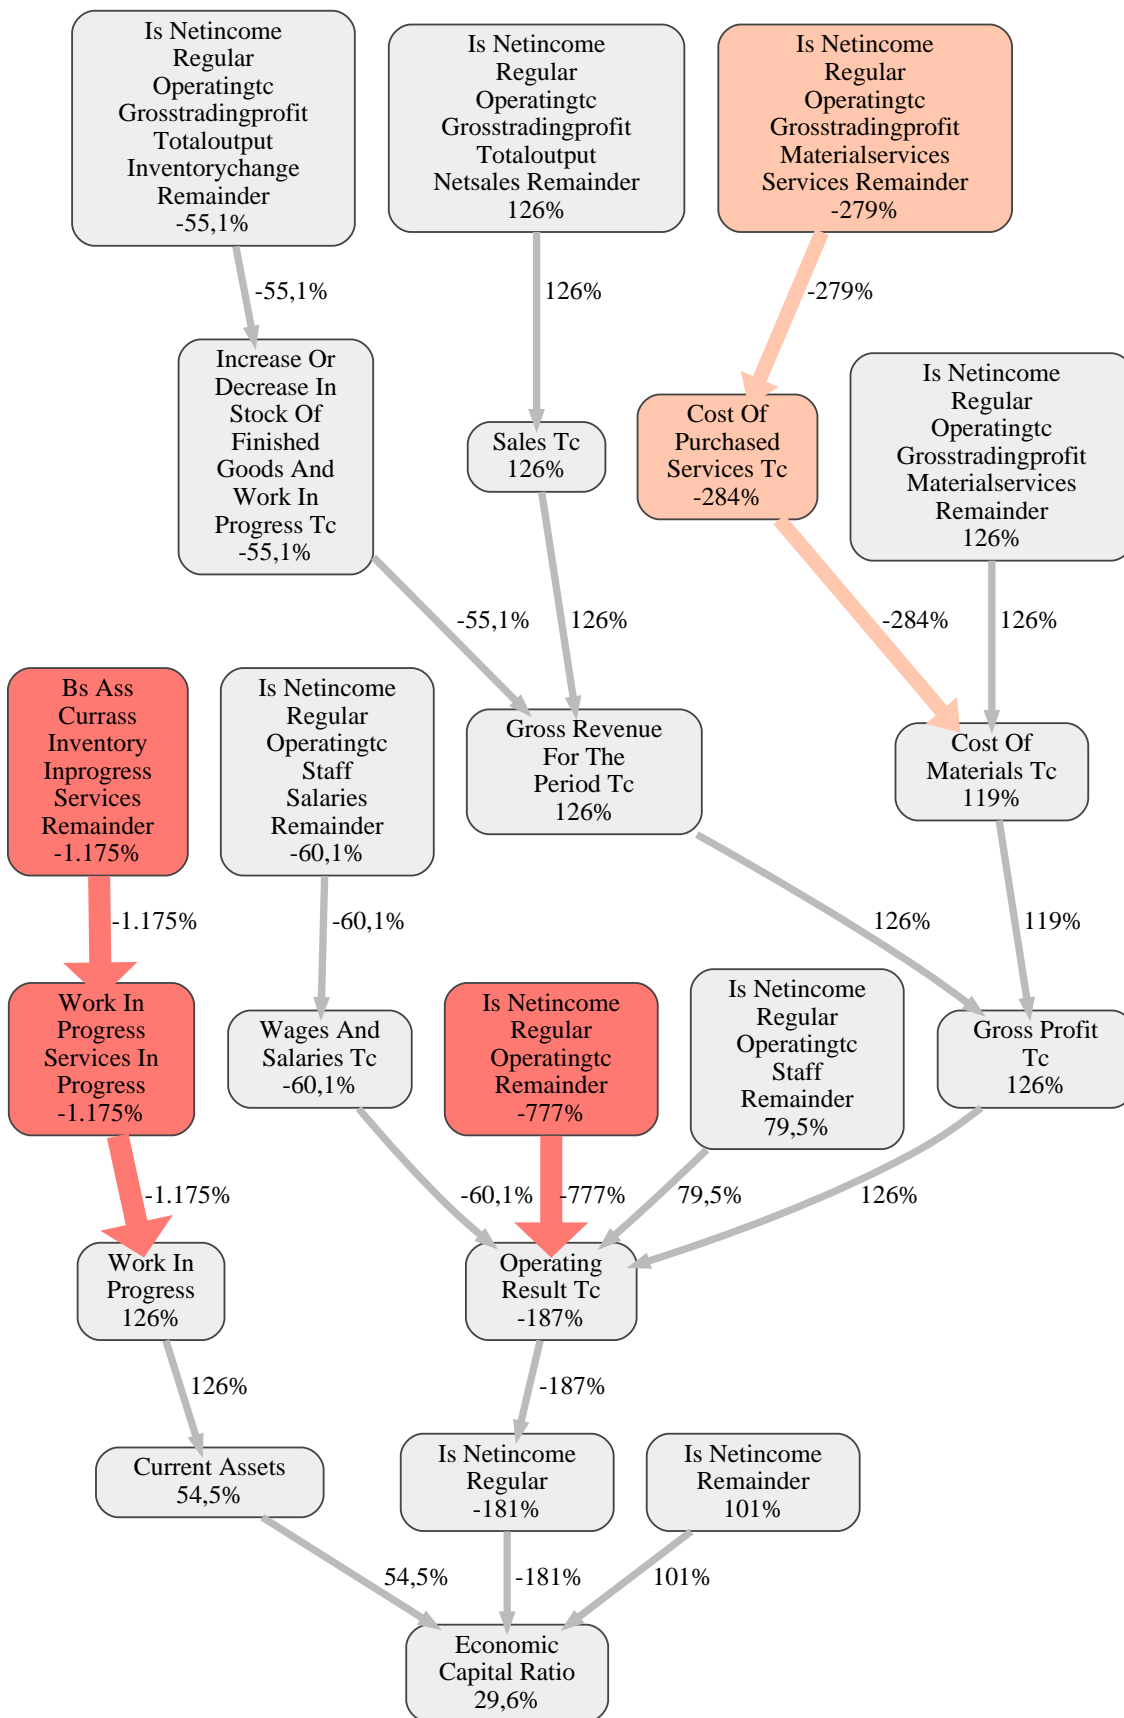 Is Netincome
Regular
Operatingtc
Grosstradingprofit
Totaloutput
Inventorychange
Remainder
-55,1%
Is Netincome
Regular
Operatingtc
Grosstradingprofit
Totaloutput
Netsales Remainder
126%
Is Netincome
Regular
Operatingtc
Grosstradingprofit
Materialservices
Services Remainder
-279%
-55,1%
126%
-279%
Increase Or
Decrease In
Stock Of
Finished
Goods And
Work In
Progress Tc
-55,1%
Sales Tc
126%
Cost Of
Purchased
Services Tc
-284%
Is Netincome
Regular
Operatingtc
Grosstradingprofit
Materialservices
Remainder
126%
-55,1%
126%
-284%
126%
Bs Ass
Currass
Inventory
Inprogress
Services
Remainder
-1.175%
Is Netincome
Regular
Operatingtc
Staff
Salaries
Remainder
-60,1%
Gross Revenue
For The
Period Tc
126%
Cost Of
Materials Tc
119%
-1.175%
-60,1%
126%
119%
Work In
Progress
Services In
Progress
-1.175%
Wages And
Salaries Tc
-60,1%
Is Netincome
Regular
Operatingtc
Remainder
-777%
Is Netincome
Regular
Operatingtc
Staff
Remainder
79,5%
Gross Profit
Tc
126%
-1.175%
-60,1%
-777%
79,5%
126%
Work In
Progress
126%
Operating
Result Tc
-187%
126%
-187%
Current Assets
54,5%
Is Netincome
Regular
-181%
Is Netincome
Remainder
101%
54,5%
-181%
101%
Economic
Capital Ratio
29,6%